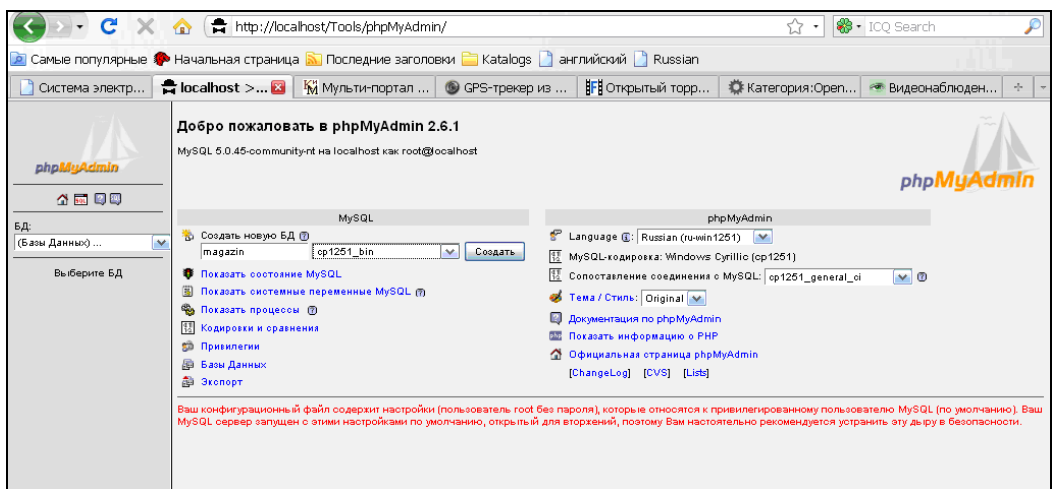 http://localhost/Tools/phpMyAdmin/
ICQ Search
Самые популярные Начальная страница Последние заголовки Katalogs английский Russian
Система электр... localhost >... Мульти-портал ... GPS-трекер из ... Открытый торр... Категория:Open... Видеонаблюден...
phpMyAdmin
БД:
(Базы Данных) ...
Выберите БД
Добро пожаловать в phpMyAdmin 2.6.1
MySQL 5.0.45-community-nt на localhost как root@localhost
phpMyAdmin
MySQL
Создать новую БД
magazin cp1251_bin Создать
Показать состояние MySQL
Показать системные переменные MySQL
Показать процессы
Кодировки и сравнения
Привилегии
Базы Данных
Экспорт
phpMyAdmin
Language: Russian (ru-win1251)
MySQL-кодировка: Windows Cyrillic (cp1251)
Сопоставление соединения с MySQL: cp1251_general_ci
Тема / Стиль: Original
Документация по phpMyAdmin
Показать информацию о PHP
Официальная страница phpMyAdmin
[ChangeLog] [CVS] [Lists]
Ваш конфигурационный файл содержит настройки (пользователь root без пароля), которые относятся к привилегированному пользователю MySQL (по умолчанию). Ваш
MySQL сервер запущен с этими настройками по умолчанию, открытый для вторжений, поэтому Вам настоятельно рекомендуется устранить эту дыру в безопасности.